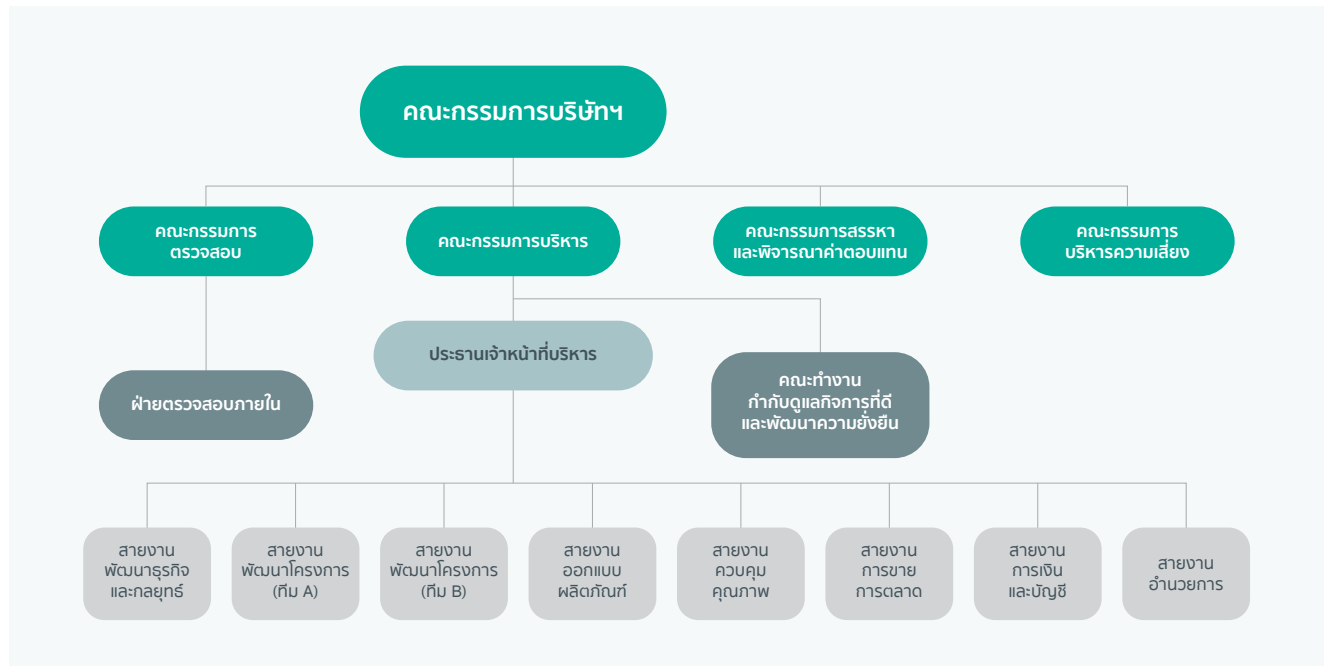 คณะกรรมการบริษัทฯ
คณะกรรมการ
ตรวจสอบ
คณะกรรมการบริหาร
คณะกรรมการสรรหา
และพิจารณาค่าตอบแทน
คณะกรรมการ
บริหารความเสี่ยง
ประธานเจ้าหน้าที่บริหาร
ฝ่ายตรวจสอบภายใน
คณะทำงาน
กำกับดูแลกิจการที่ดี
และพัฒนาความยั่งยืน
สายงาน
พัฒนาธุรกิจ
และกลยุทธ์
สายงาน
พัฒนาโครงการ
(ทีม A)
สายงาน
พัฒนาโครงการ
(ทีม B)
สายงาน
ออกแบบ
ผลิตภัณฑ์
สายงาน
ควบคุม
คุณภาพ
สายงาน
การขาย
การตลาด
สายงาน
การเงิน
และบัญชี
สายงาน
อำนวยการ